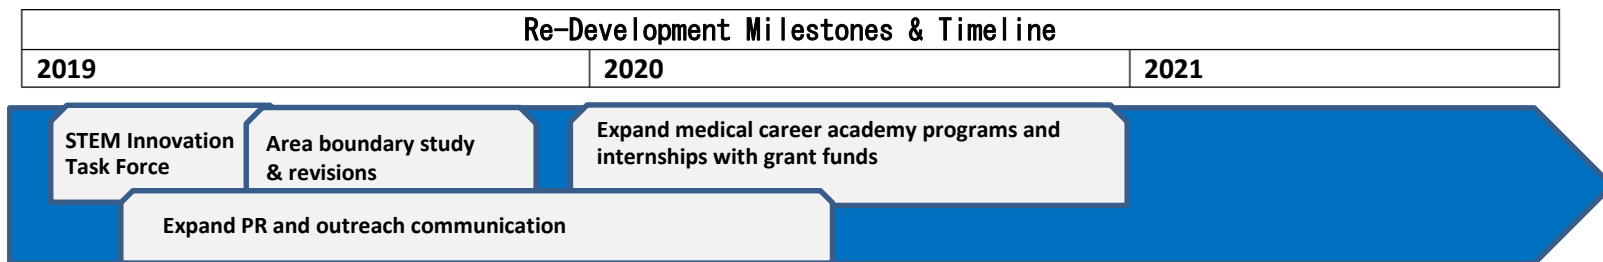 Re-Development Milestones & Timeline
2019 2020 2021
STEM Innovation
Task Force
Area boundary study
& revisions
Expand medical career academy programs and
internships with grant funds
Expand PR and outreach communication